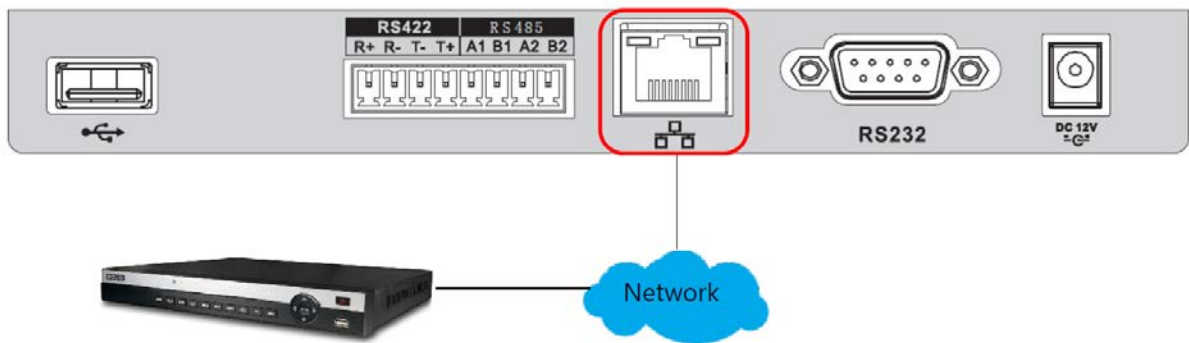 RS422 RS485
R+ R- T- T+ A1 B1 A2 B2
RS232
DC 12V
Network